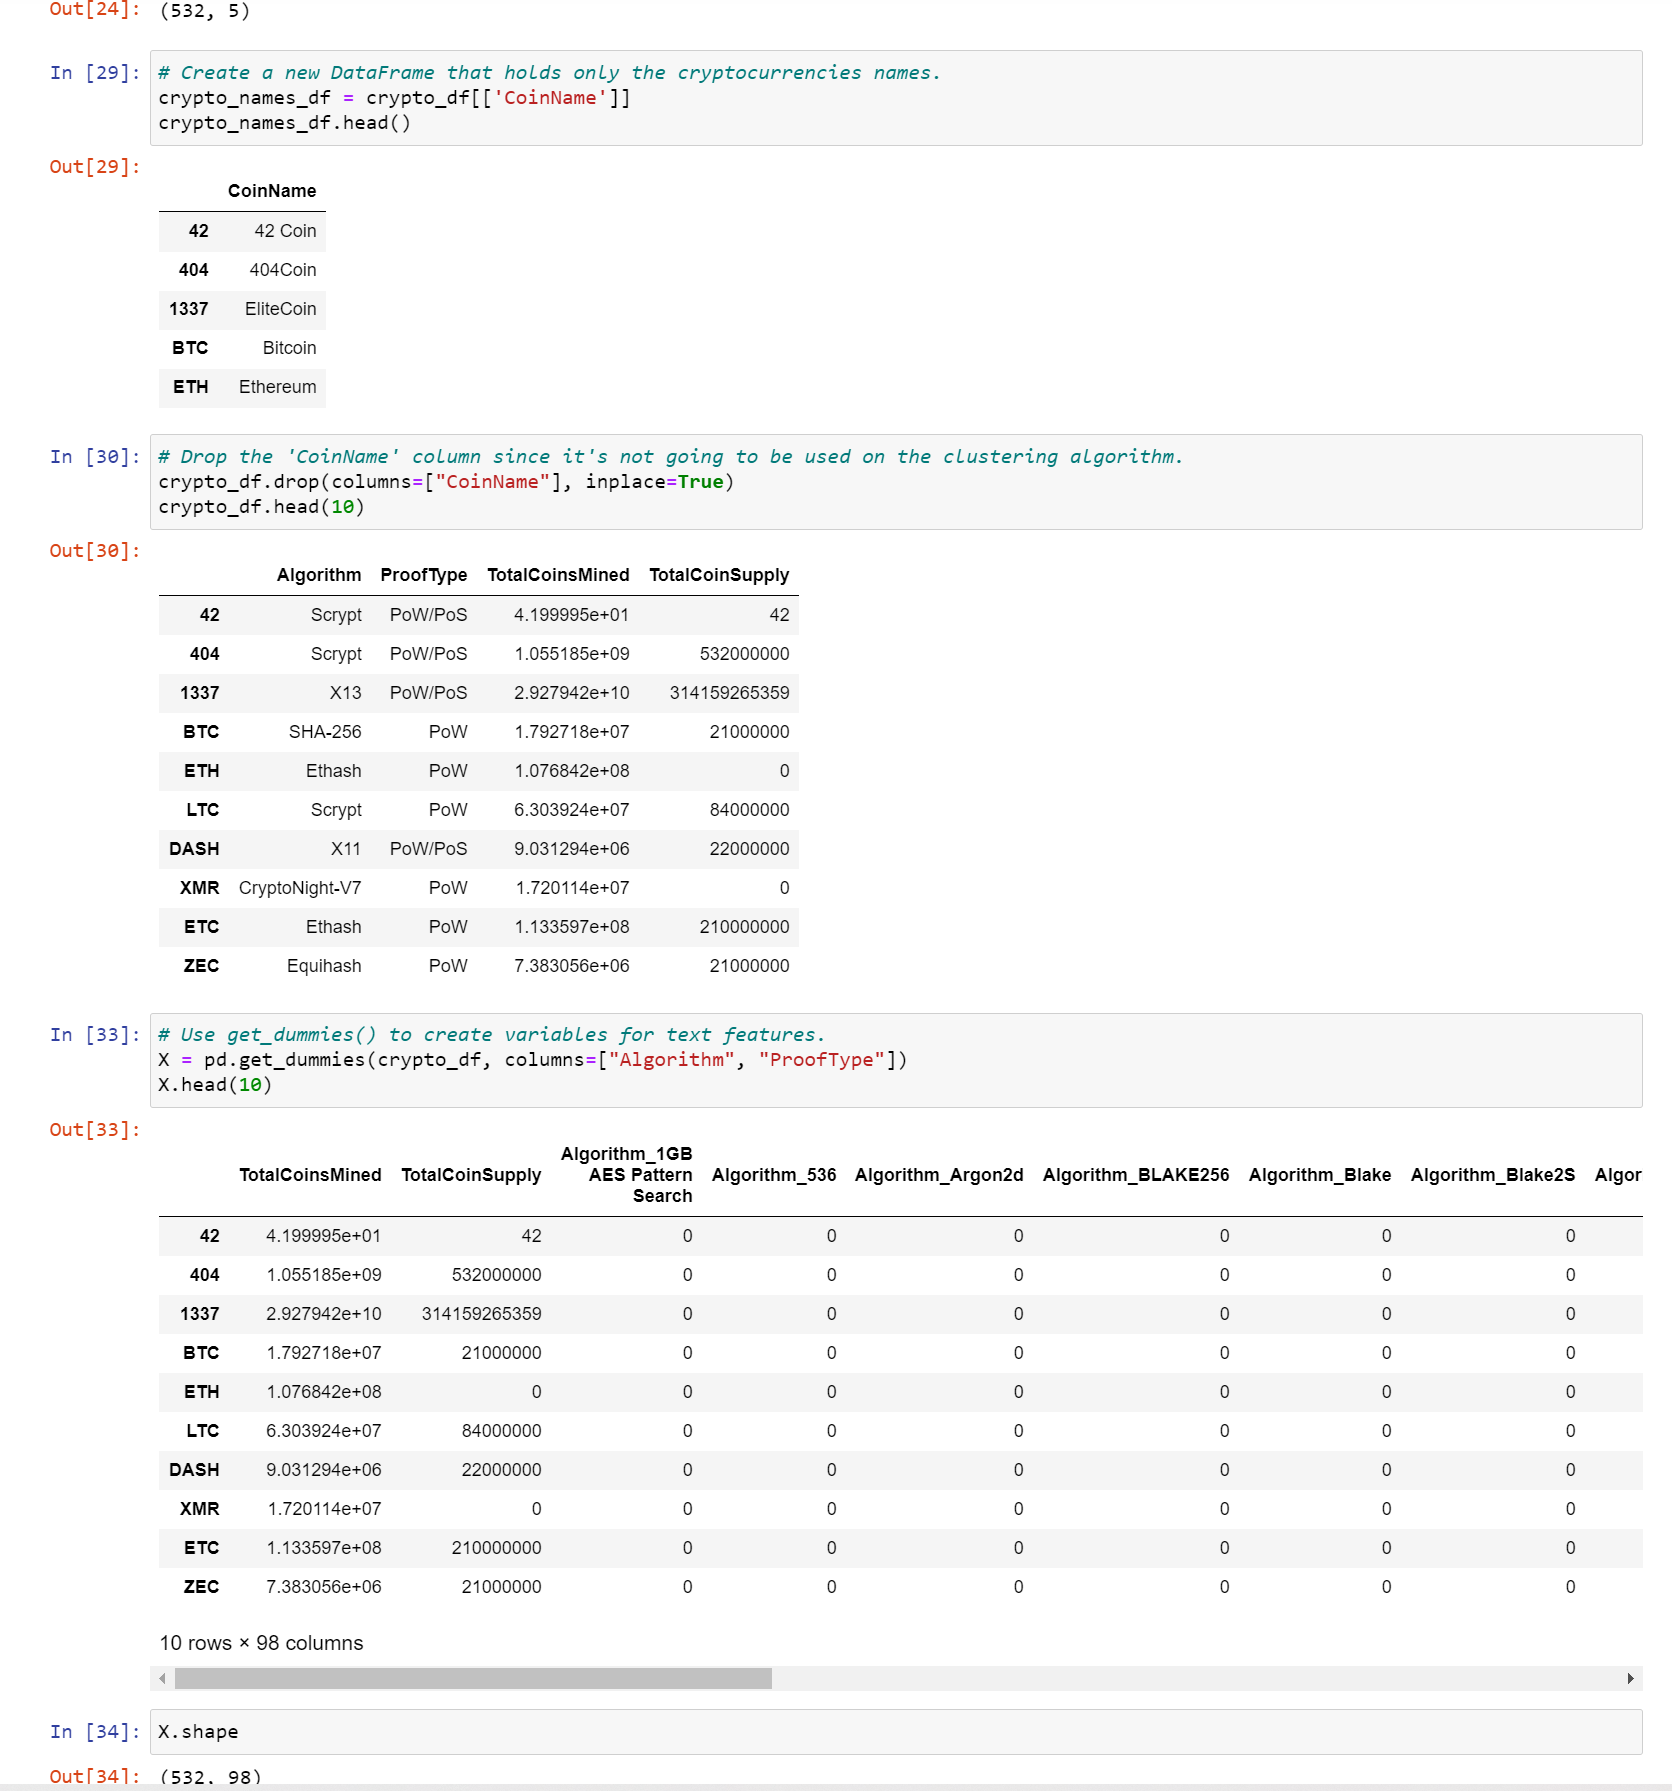 Out[24]: (532, 5)
In [29]: # Create a new DataFrame that holds only the cryptocurrencies names.
crypto_names_df = crypto_df[['CoinName']]
crypto_names_df.head()
Out[29]:
CoinName
42 42 Coin
404 404Coin
1337 EliteCoin
BTC Bitcoin
ETH Ethereum
In [30]: # Drop the 'CoinName' column since it's not going to be used on the clustering algorithm.
crypto_df.drop(columns=["CoinName"], inplace=True)
crypto_df.head(10)
Out[30]:
Algorithm ProofType TotalCoinsMined TotalCoinSupply
42 Scrypt PoW/PoS 4.199995e+01 42
404 Scrypt PoW/PoS 1.055185e+09 532000000
1337 X13 PoW/PoS 2.927942e+10 314159265359
BTC SHA-256 PoW 1.792718e+07 21000000
ETH Ethash PoW 1.076842e+08 0
LTC Scrypt PoW 6.303924e+07 84000000
DASH X11 PoW/PoS 9.031294e+06 22000000
XMR CryptoNight-V7 PoW 1.720114e+07 0
ETC Ethash PoW 1.133597e+08 210000000
ZEC Equihash PoW 7.383056e+06 21000000
In [33]: # Use get_dummies() to create variables for text features.
X = pd.get_dummies(crypto_df, columns=["Algorithm", "ProofType"])
X.head(10)
Out[33]:
TotalCoinsMined TotalCoinSupply Algorithm_1GB AES Pattern Search Algorithm_536 Algorithm_Argon2d Algorithm_BLAKE256 Algorithm_Blake Algorithm_Blake2S Algor
42 4.199995e+01 42 0 0 0 0 0 0
404 1.055185e+09 532000000 0 0 0 0 0 0
1337 2.927942e+10 314159265359 0 0 0 0 0 0
BTC 1.792718e+07 21000000 0 0 0 0 0 0
ETH 1.076842e+08 0 0 0 0 0 0 0
LTC 6.303924e+07 84000000 0 0 0 0 0 0
DASH 9.031294e+06 22000000 0 0 0 0 0 0
XMR 1.720114e+07 0 0 0 0 0 0 0
ETC 1.133597e+08 210000000 0 0 0 0 0 0
ZEC 7.383056e+06 21000000 0 0 0 0 0 0
10 rows × 98 columns
In [34]: X.shape
Out[34]: (532, 98)